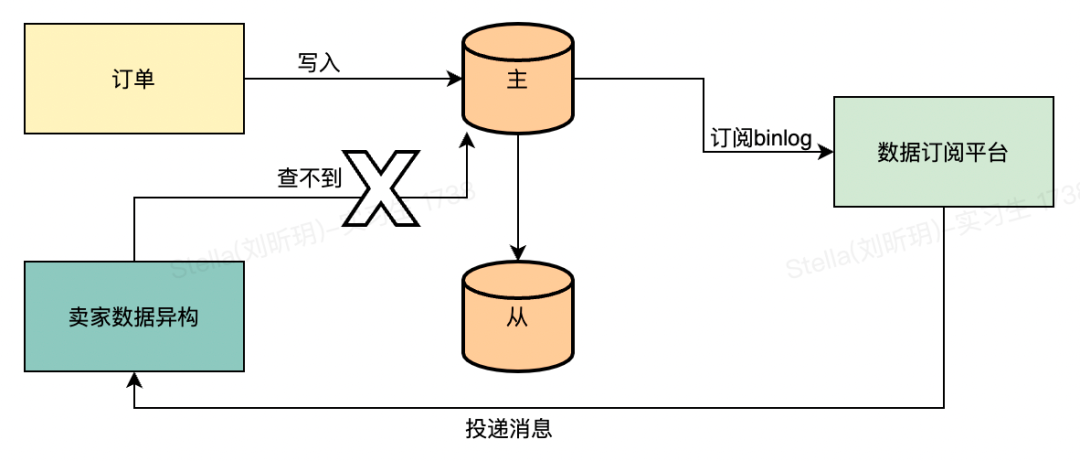 订单
写入
主
订阅binlog
数据订阅平台
查不到
卖家数据异构
从
投递消息
Stella(刘昕玥)-实习生 1738
Stella(刘昕玥)-实习生 1738